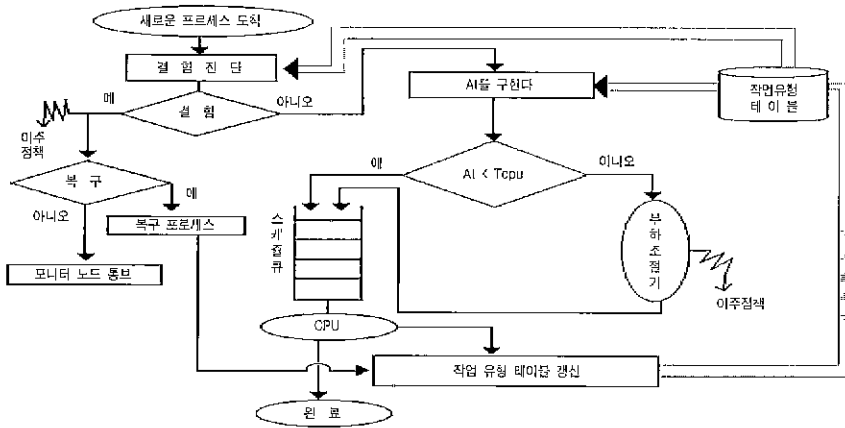 새로운 프로세스 도착
결 함 진 단
결 함
예
아니오
이주
정책
복 구
예
아니오
복구 프로세스
모니터 노드 통보
AI를 구한다
작업유형
테 이 블
AI < Tcpu
예
아니오
스케줄큐
부하조절기
이주정책
CPU
작업 유형 테이블 갱신
완 료